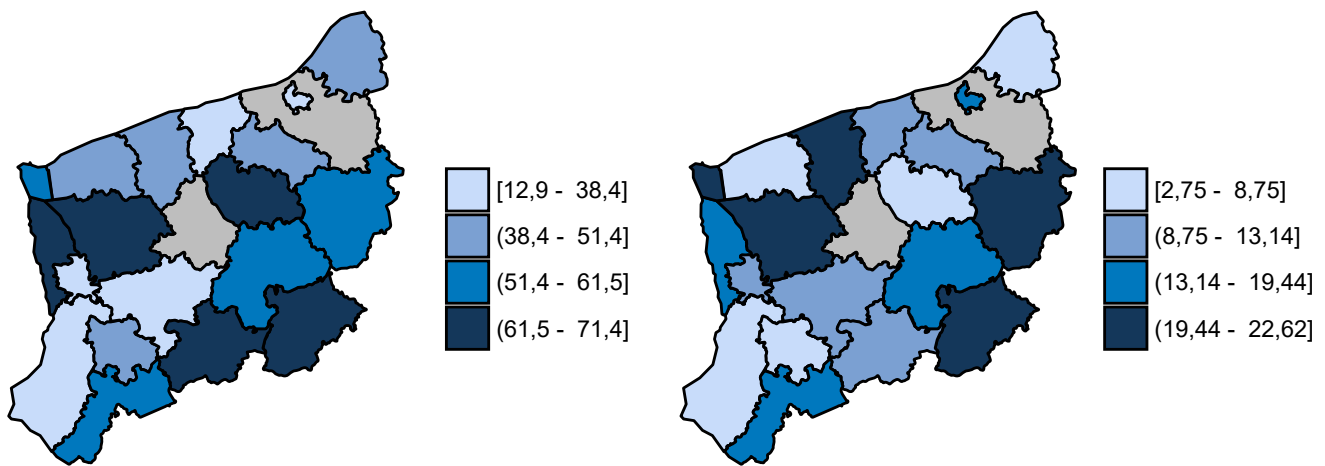 [12,9 - 38,4]
(38,4 - 51,4]
(51,4 - 61,5]
(61,5 - 71,4]
[2,75 - 8,75]
(8,75 - 13,14]
(13,14 - 19,44]
(19,44 - 22,62]